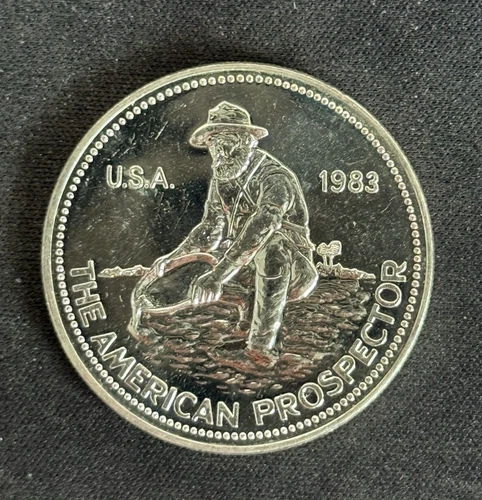 U.S.A.
1983
THE AMERICAN PROSPECTOR